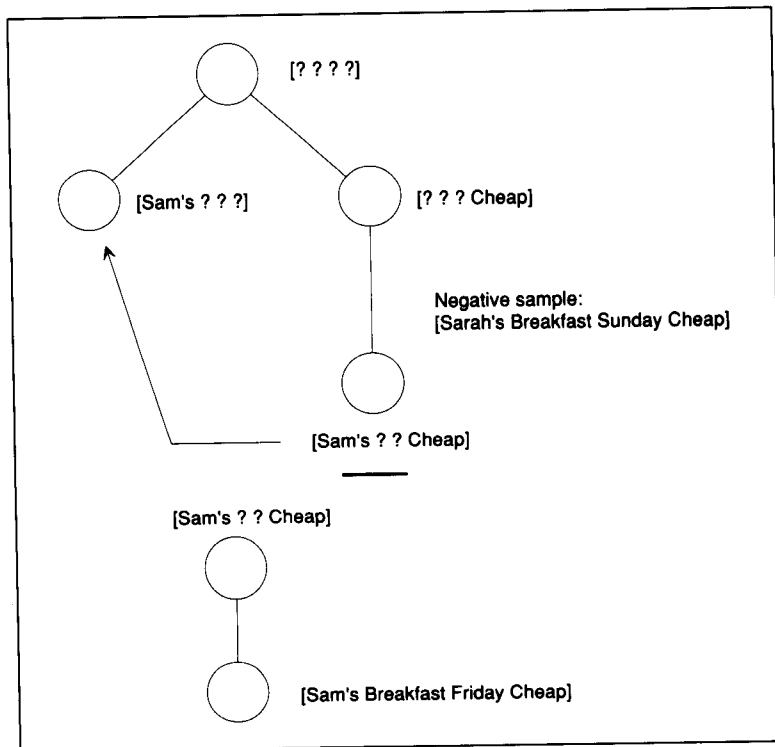 [? ? ? ?]
[Sam's ? ? ?]
[? ? ? Cheap]
Negative sample:
[Sarah's Breakfast Sunday Cheap]
[Sam's ? ? Cheap]
[Sam's ? ? Cheap]
[Sam's Breakfast Friday Cheap]